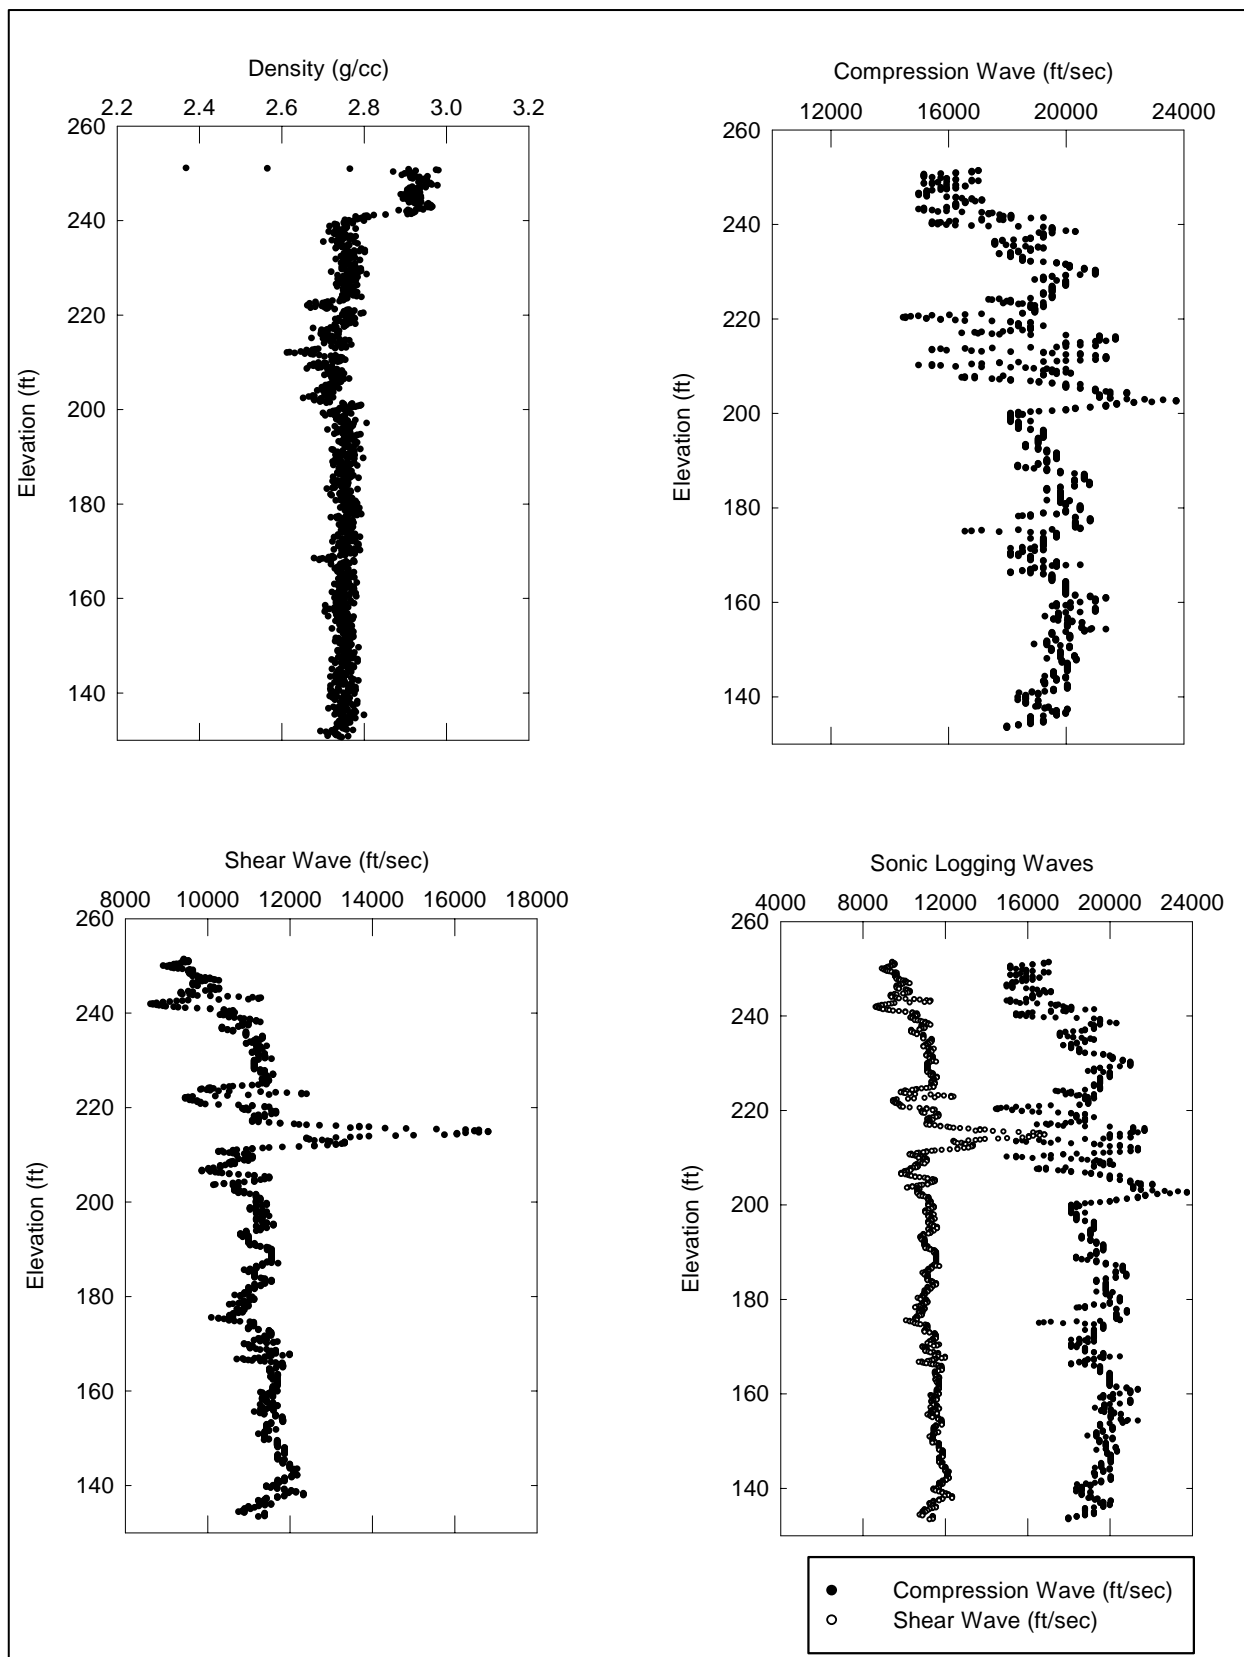 Density (g/cc)
2.2 2.4 2.6 2.8 3.0 3.2
260
240
220
200
180
160
140
Elevation (ft)
Compression Wave (ft/sec)
12000 16000 20000 24000
260
240
220
200
180
160
140
Elevation (ft)
Shear Wave (ft/sec)
8000 10000 12000 14000 16000 18000
260
240
220
200
180
160
140
Elevation (ft)
Sonic Logging Waves
4000 8000 12000 16000 20000 24000
260
240
220
200
180
160
140
Elevation (ft)
Compression Wave (ft/sec)
Shear Wave (ft/sec)